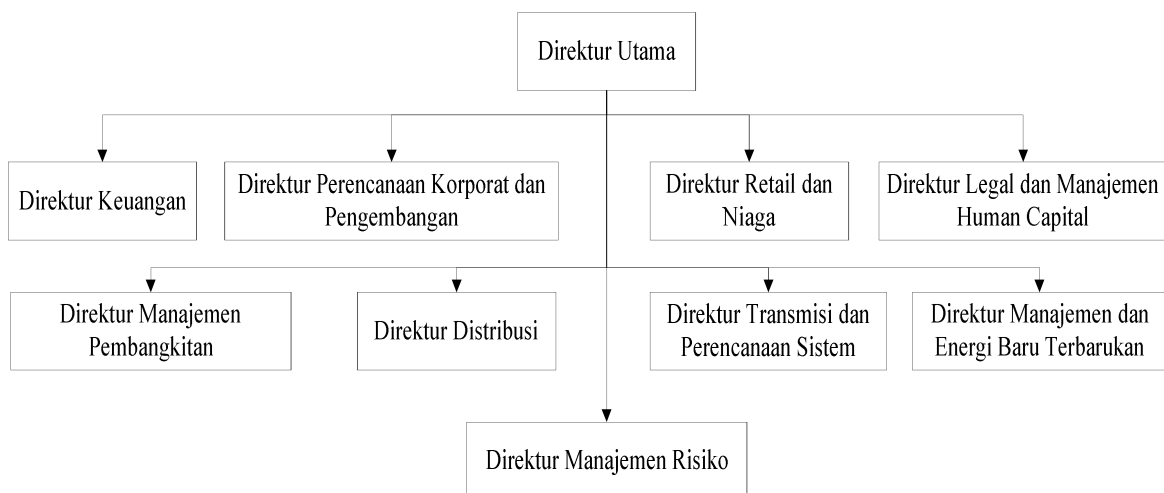 Direktur Utama
Direktur Keuangan
Direktur Perencanaan Korporat dan
Pengembangan
Direktur Retail dan
Niaga
Direktur Legal dan Manajemen
Human Capital
Direktur Manajemen
Pembangkitan
Direktur Distribusi
Direktur Transmisi dan
Perencanaan Sistem
Direktur Manajemen dan
Energi Baru Terbarukan
Direktur Manajemen Risiko